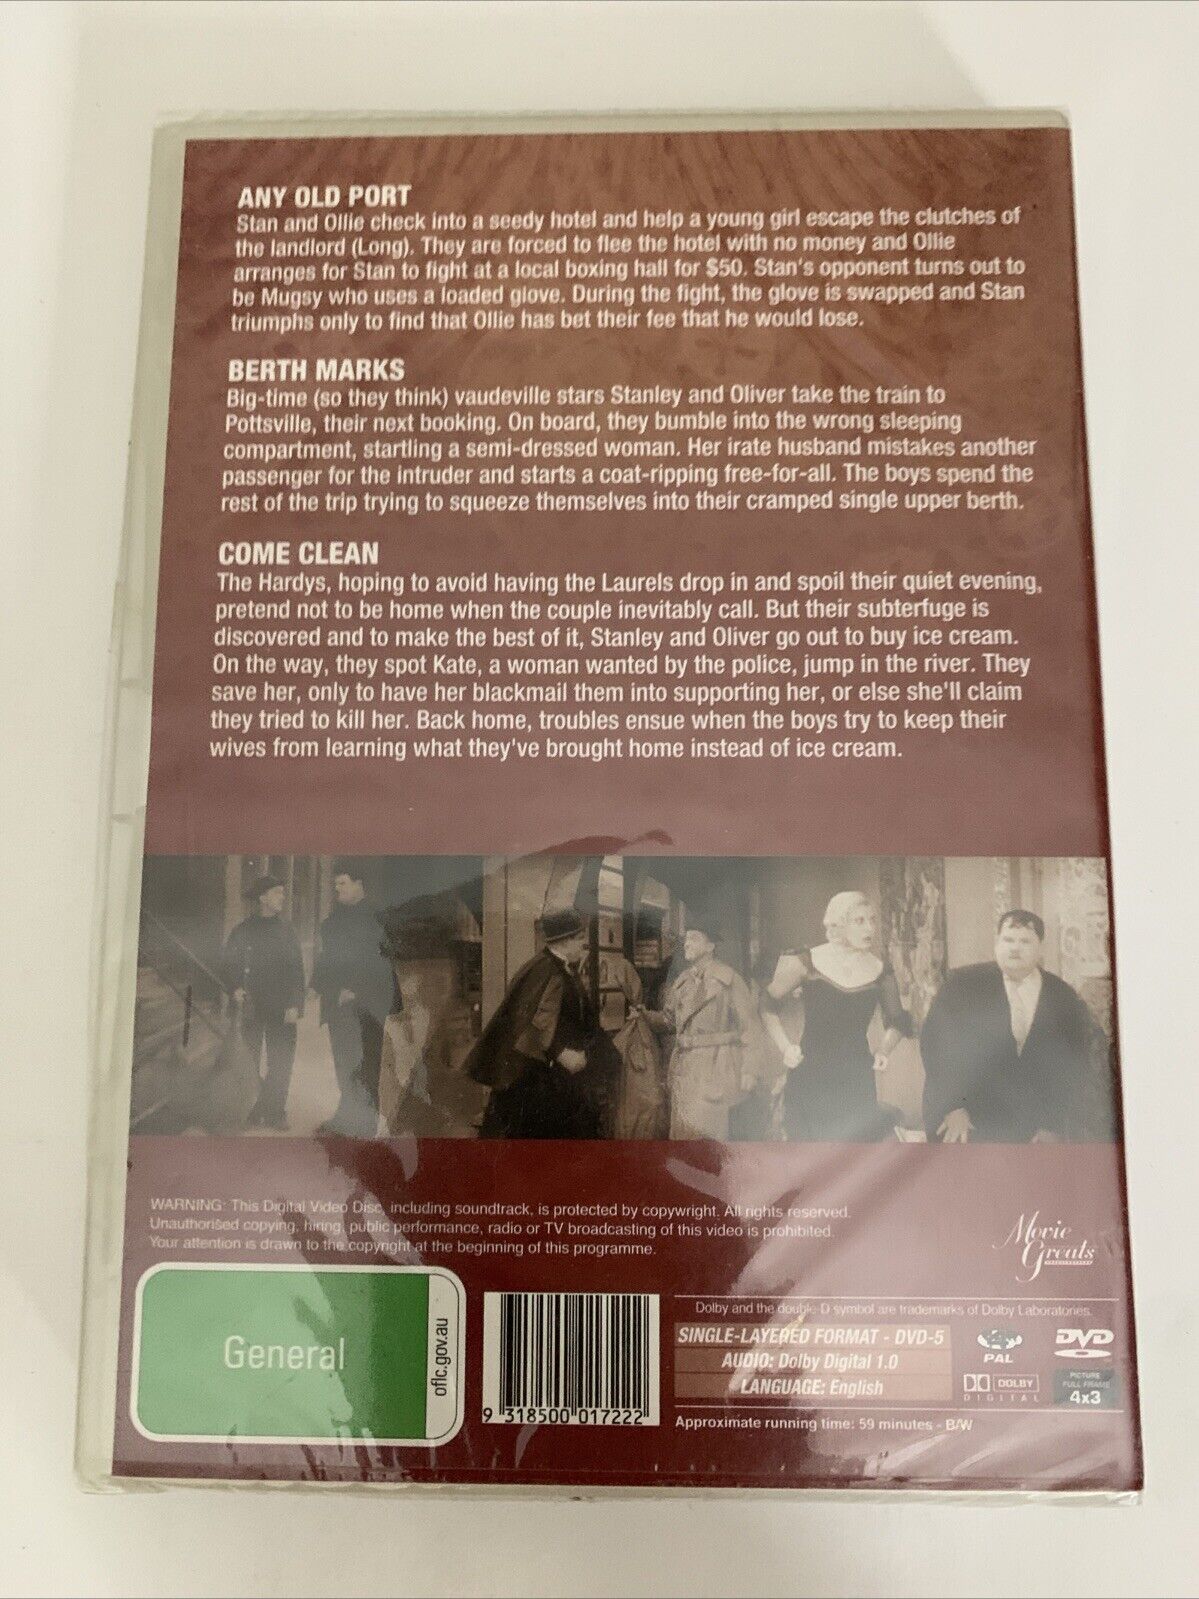 ANY OLD PORT
Stan and Ollie check into a seedy hotel and help a young girl escape the clutches of
the landlord (Long). They are forced to flee the hotel with no money and Ollie
arranges for Stan to fight at a local boxing hall for $50. Stan's opponent turns out to
be Mugsy who uses a loaded glove. During the fight, the glove is swapped and Stan
triumphs only to find that Ollie has bet their fee that he would lose.
BERTH MARKS
Big-time (so they think) vaudeville stars Stanley and Oliver take the train to
Pottsville, their next booking. On board, they bumble into the wrong sleeping
compartment, startling a semi-dressed woman. Her irate husband mistakes another
passenger for the intruder and starts a coat-ripping free-for-all. The boys spend the
rest of the trip trying to squeeze themselves into their cramped single upper berth.
COME CLEAN
The Hardys, hoping to avoid having the Laurels drop in and spoil their quiet evening,
pretend not to be home when the couple inevitably call. But their subterfuge is
discovered and to make the best of it, Stanley and Oliver go out to buy ice cream.
On the way, they spot Kate, a woman wanted by the police, jump in the river. They
save her, only to have her blackmail them into supporting her, or else she'll claim
they tried to kill her. Back home, troubles ensue when the boys try to keep their
wives from learning what they've brought home instead of ice cream.
WARNING: This Digital Video Disc, including soundtrack, is protected by copywright. All rights reserved.
Unauthorised copying, hiring, public performance, radio or TV broadcasting of this video is prohibited.
Your attention is drawn to the copyright at the beginning of this programme.
Movie
Greats
General
oflc.gov.au
9 318500 017222
Dolby and the double-D symbol are trademarks of Dolby Laboratories.
SINGLE-LAYERED FORMAT - DVD-5
AUDIO: Dolby Digital 1.0
LANGUAGE: English
PAL
DVD
DOLBY
DIGITAL
PICTURE
FULL FRAME
4x3
Approximate running time: 59 minutes - B/W